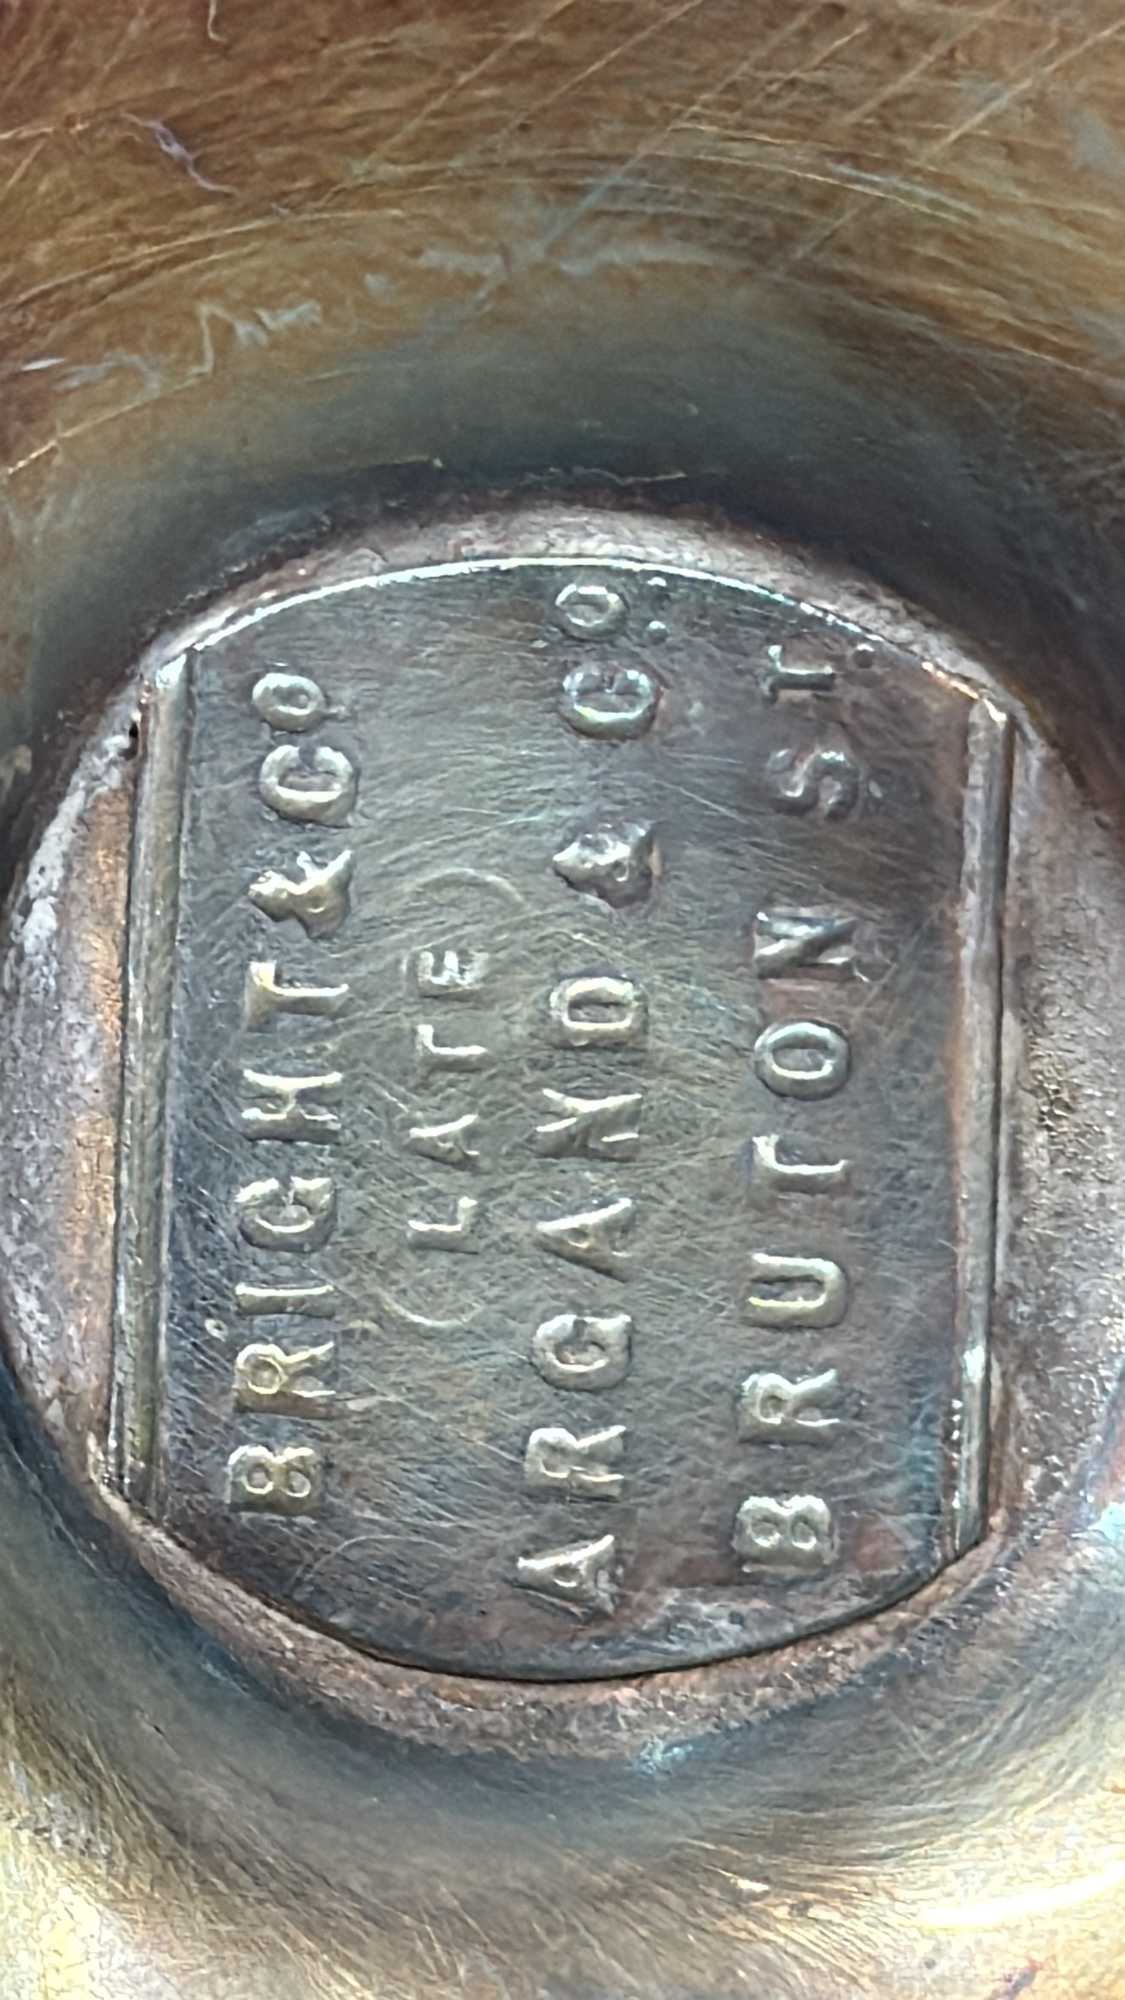 BRIGHT & Co
(LATE)
ARGAND & Co.
BRUTON ST.